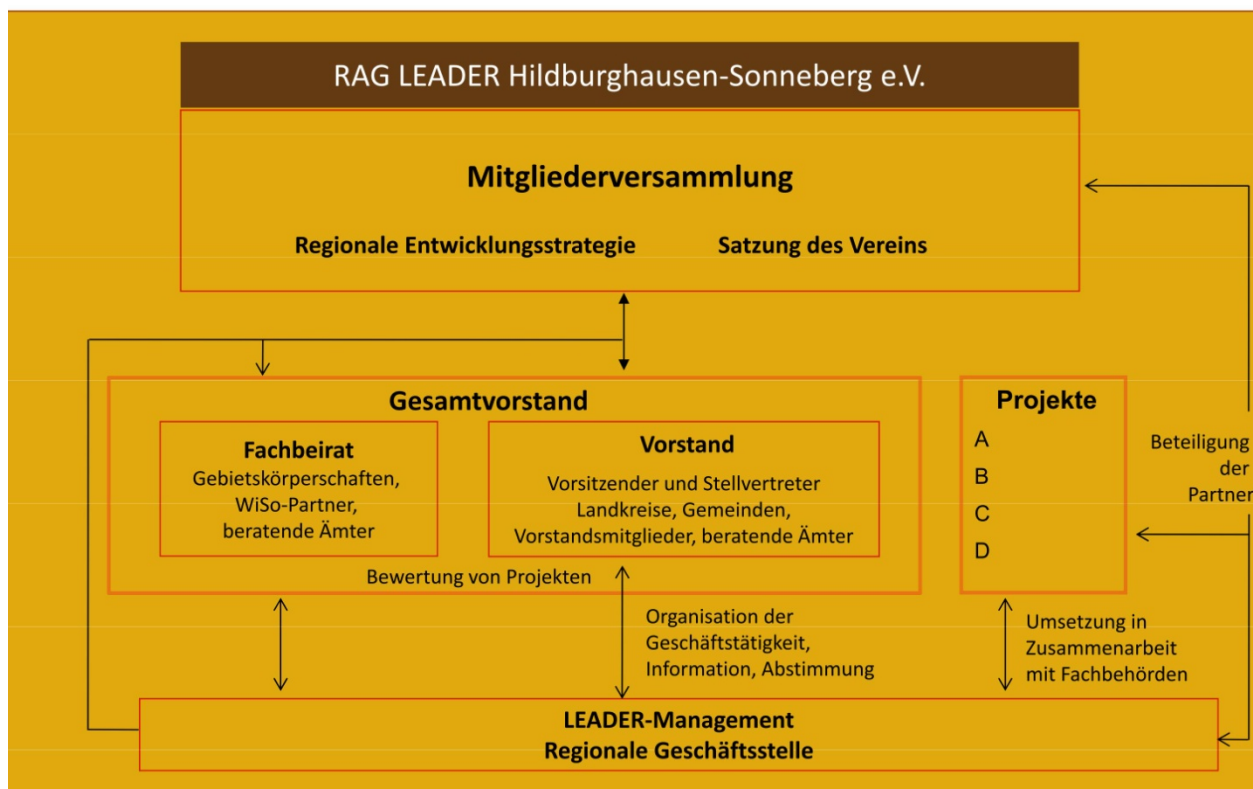 RAG LEADER Hildburghausen-Sonneberg e.V.
Mitgliederversammlung
Regionale Entwicklungsstrategie
Satzung des Vereins
Gesamtvorstand
Fachbeirat
Gebietskörperschaften,
WiSo-Partner,
beratende Ämter
Vorstand
Vorsitzender und Stellvertreter
Landkreise, Gemeinden,
Vorstandsmitglieder, beratende Ämter
Bewertung von Projekten
Projekte
A
B
C
D
Beteiligung
der
Partner
Organisation der
Geschäftstätigkeit,
Information, Abstimmung
Umsetzung in
Zusammenarbeit
mit Fachbehörden
LEADER-Management
Regionale Geschäftsstelle